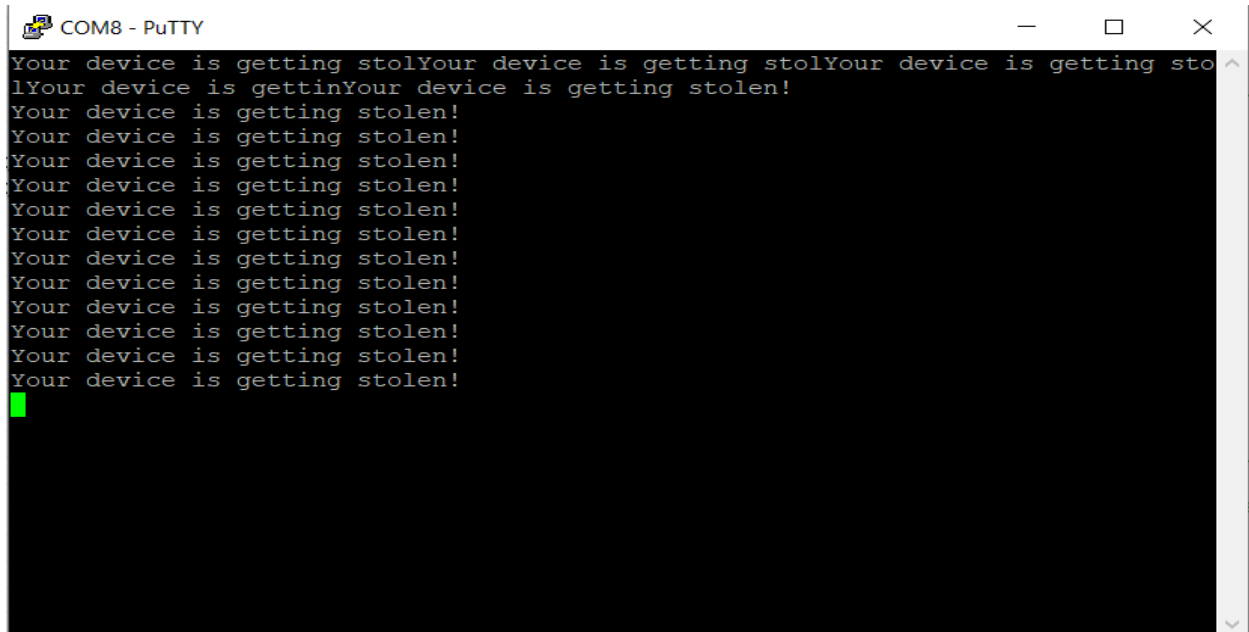 COM8 - PuTTY
Your device is getting stolYour device is getting stolYour device is getting sto
lYour device is gettinYour device is getting stolen!
Your device is getting stolen!
Your device is getting stolen!
Your device is getting stolen!
Your device is getting stolen!
Your device is getting stolen!
Your device is getting stolen!
Your device is getting stolen!
Your device is getting stolen!
Your device is getting stolen!
Your device is getting stolen!
Your device is getting stolen!
Your device is getting stolen!